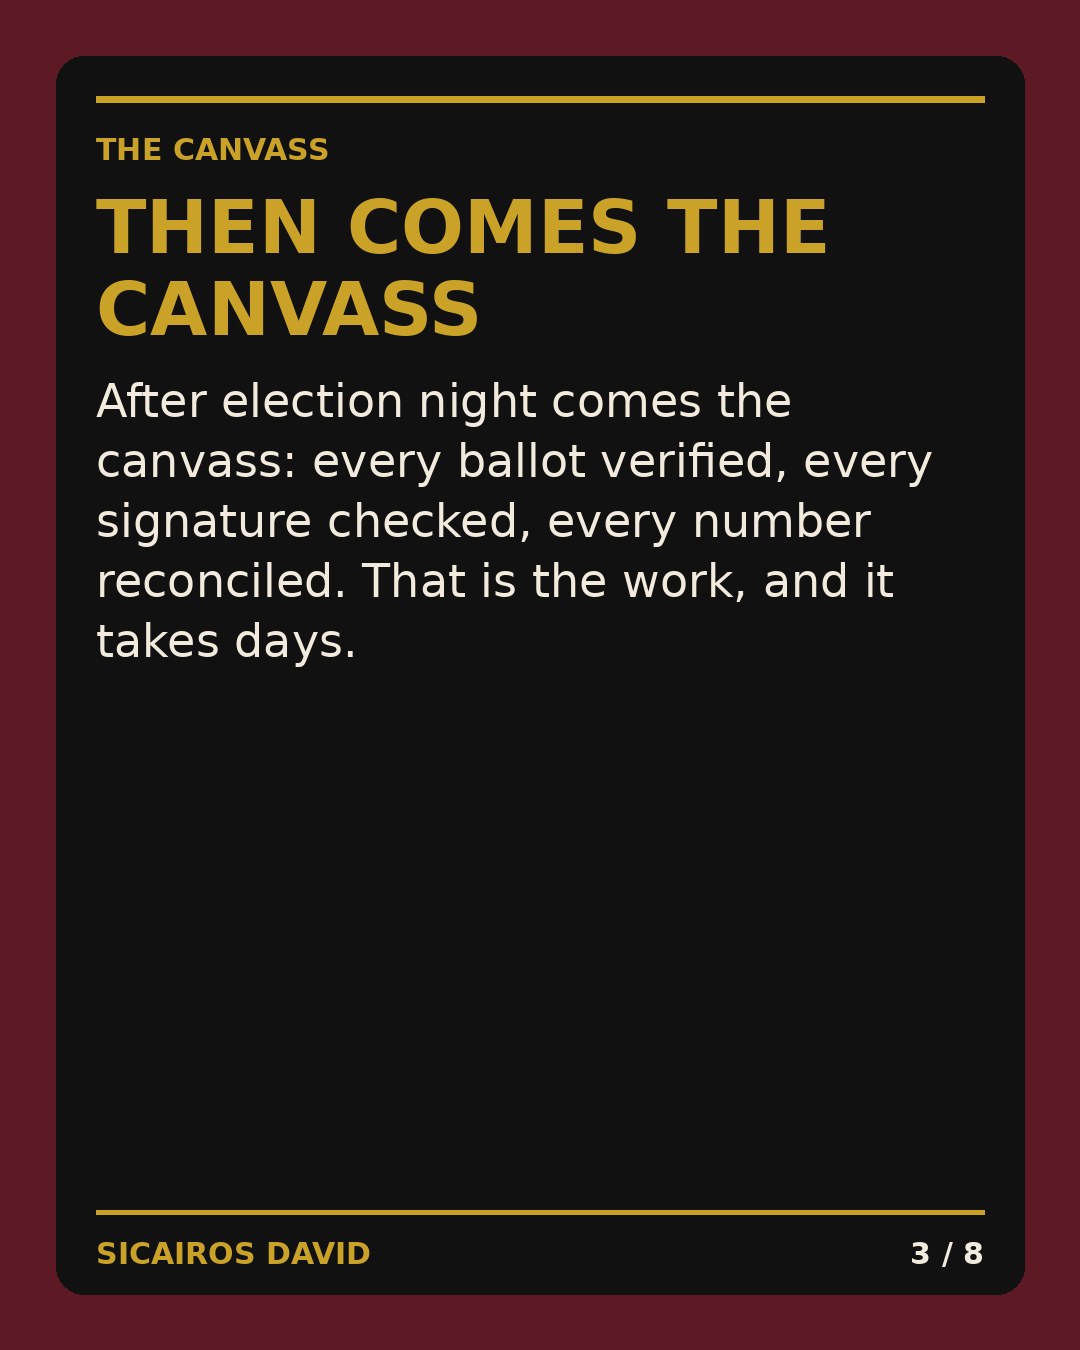 THE CANVASS
THEN COMES THE
CANVASS
After election night comes the
canvass: every ballot verified, every
signature checked, every number
reconciled. That is the work, and it
takes days.
SICAIROS DAVID
3 / 8